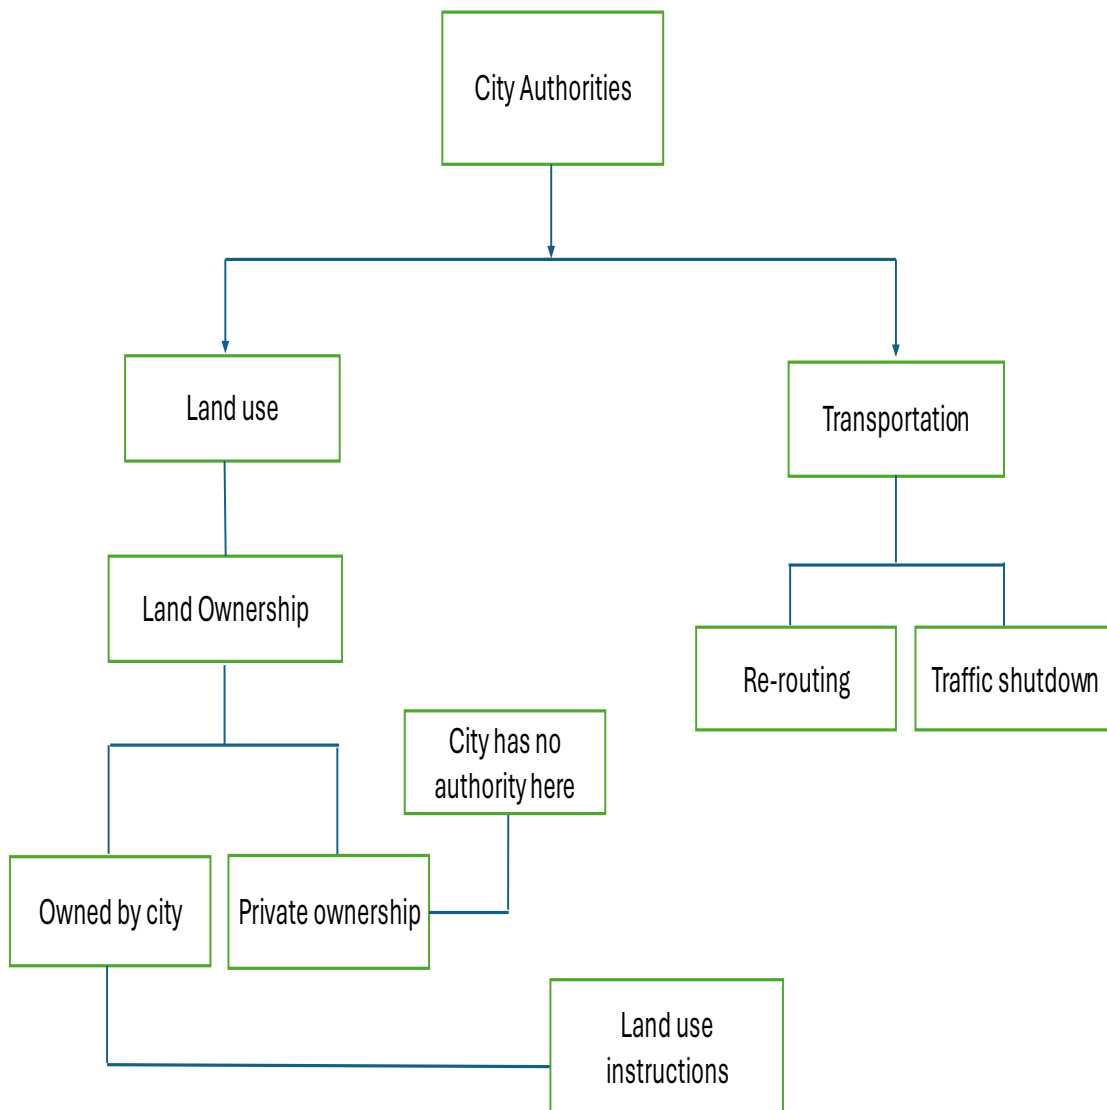 City Authorities
Land use
Transportation
Land Ownership
Re-routing
Traffic shutdown
City has no
authority here
Owned by city
Private ownership
Land use
instructions